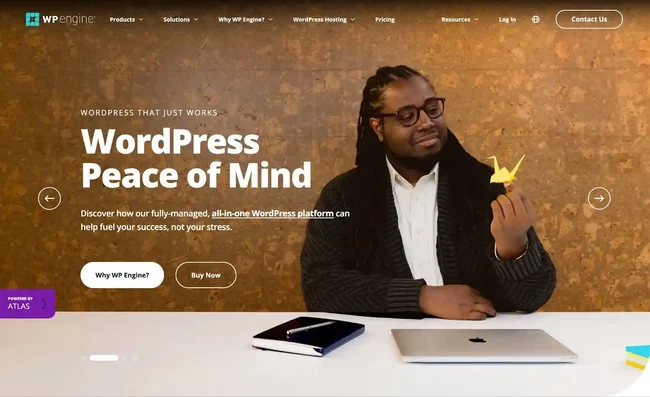 WP engine
Products Solutions Why WP Engine? WordPress Hosting Pricing Resources Log In Contact Us
WORDPRESS THAT JUST WORKS
WordPress
Peace of Mind
Discover how our fully-managed, all-in-one WordPress platform can
help fuel your success, not your stress.
Why WP Engine? Buy Now
POWERED BY
ATLAS